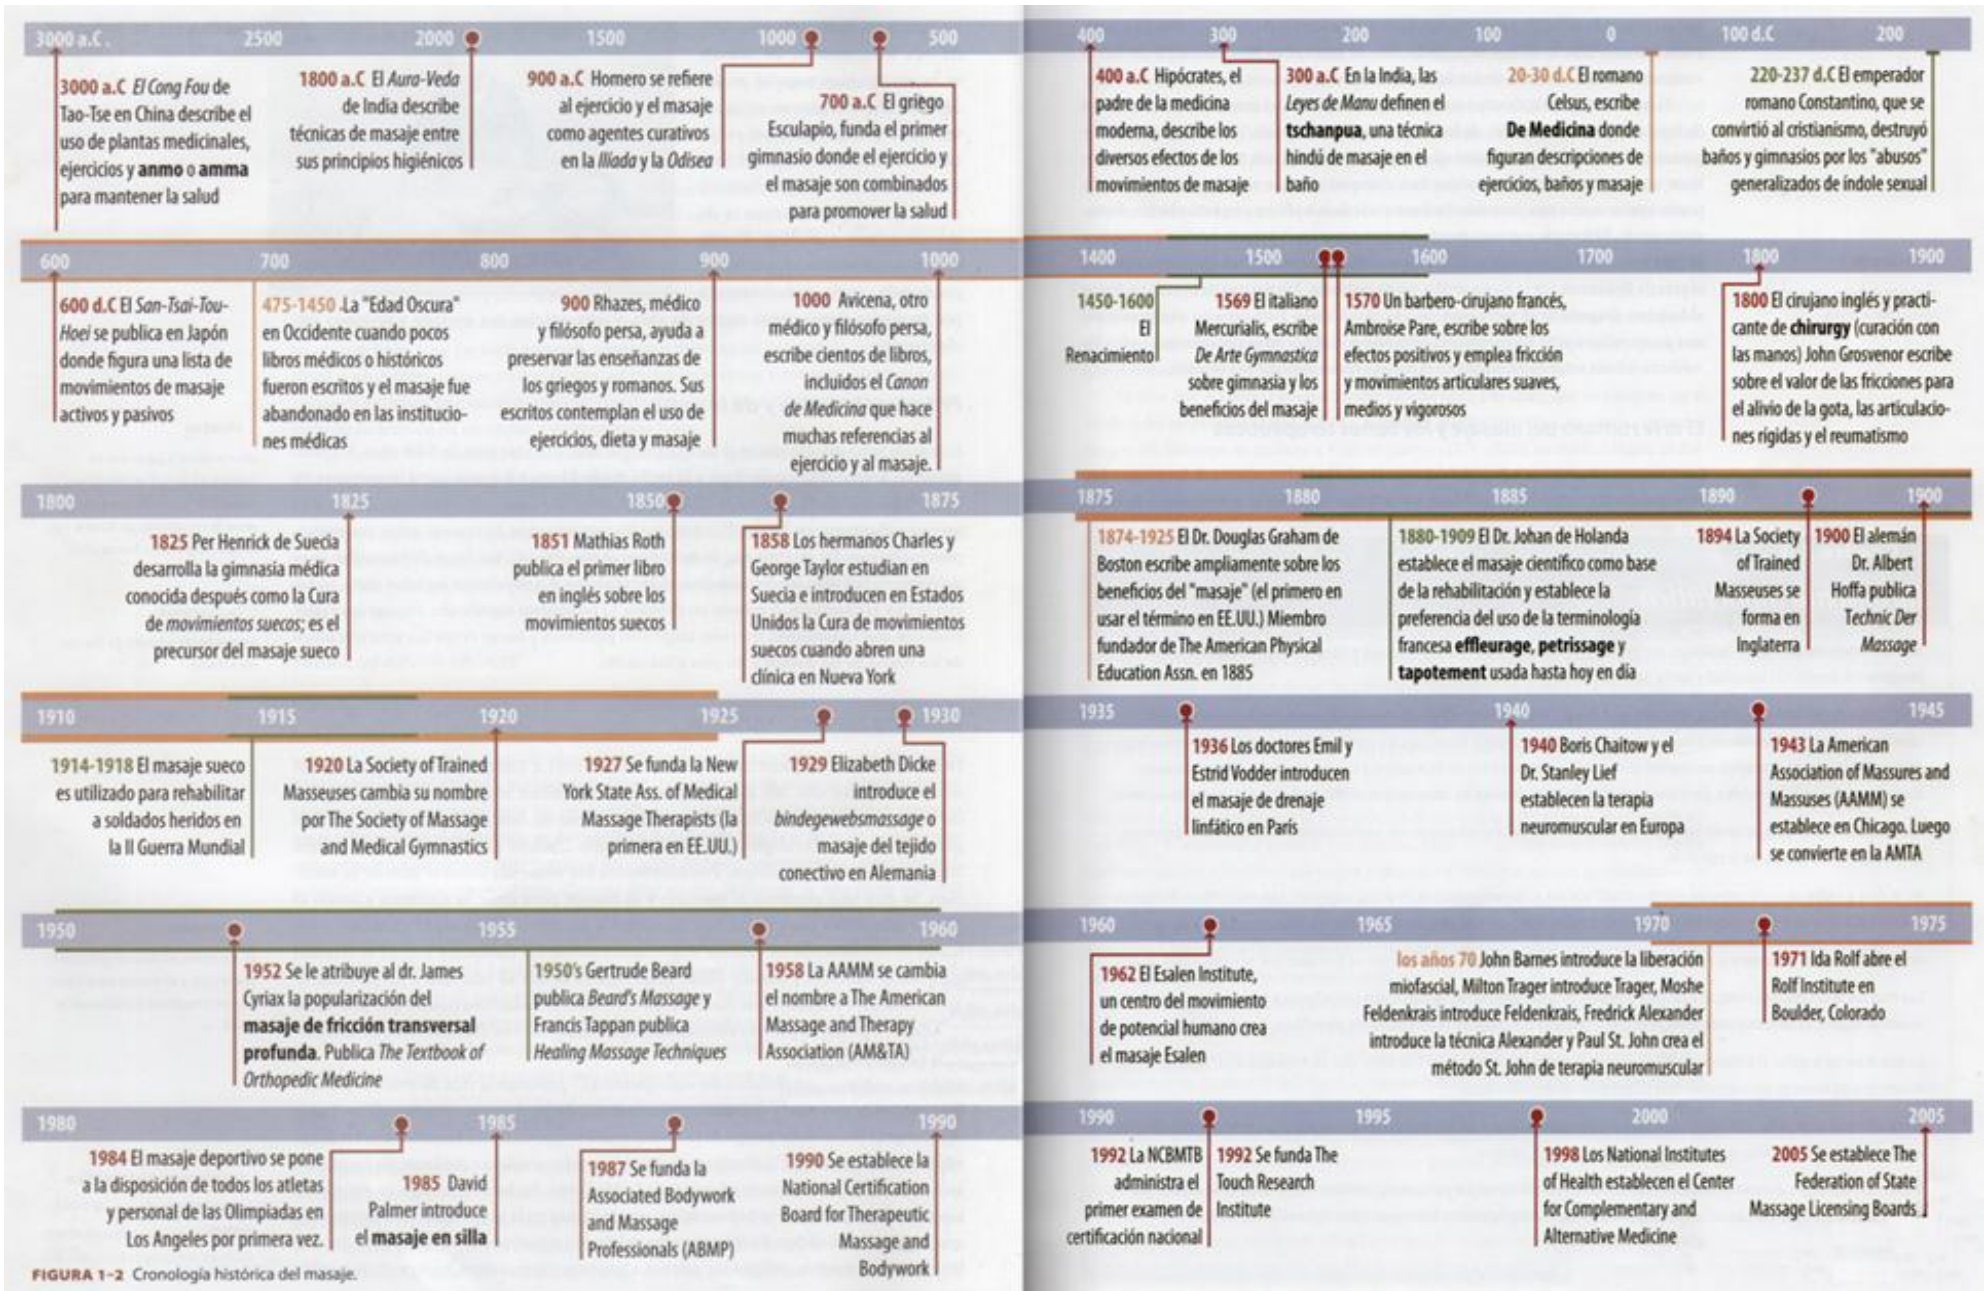 3000 a.C. 2500 2000 1500 1000 500
3000 a.C El Cong Fou de
Tao-Tse en China describe el
uso de plantas medicinales,
ejercicios y anmo o amma
para mantener la salud
1800 a.C El Aura-Veda
de India describe
técnicas de masaje entre
sus principios higiénicos
900 a.C Homero se refiere
al ejercicio y el masaje
como agentes curativos
en la Ilíada y la Odisea
700 a.C El griego
Esculapio, funda el primer
gimnasio donde el ejercicio y
el masaje son combinados
para promover la salud
400 300 200 100 0 100 d.C 200
400 a.C Hipócrates, el
padre de la medicina
moderna, describe los
diversos efectos de los
movimientos de masaje
300 a.C En la India, las
Leyes de Manu definen el
tschanpua, una técnica
hindú de masaje en el
baño
20-30 d.C El romano
Celsus, escribe
De Medicina donde
figuran descripciones de
ejercicios, baños y masaje
220-237 d.C El emperador
romano Constantino, que se
convirtió al cristianismo, destruyó
baños y gimnasios por los "abusos"
generalizados de índole sexual
600 700 800 900 1000
600 d.C El San-Tsai-Tou-
Hoei se publica en Japón
donde figura una lista de
movimientos de masaje
activos y pasivos
475-1450 .La "Edad Oscura"
en Occidente cuando pocos
libros médicos o históricos
fueron escritos y el masaje fue
abandonado en las institucio-
nes médicas
900 Rhazes, médico
y filósofo persa, ayuda a
preservar las enseñanzas de
los griegos y romanos. Sus
escritos contemplan el uso de
ejercicios, dieta y masaje
1000 Avicena, otro
médico y filósofo persa,
escribe cientos de libros,
incluidos el Canon
de Medicina que hace
muchas referencias al
ejercicio y al masaje.
1400 1500 1600 1700 1800 1900
1450-1600
El
Renacimiento
1569 El italiano
Mercurialis, escribe
De Arte Gymnastica
sobre gimnasia y los
beneficios del masaje
1570 Un barbero-cirujano francés,
Ambroise Pare, escribe sobre los
efectos positivos y emplea fricción
y movimientos articulares suaves,
medios y vigorosos
1800 El cirujano inglés y practi-
cante de chirurgy (curación con
las manos) John Grosvenor escribe
sobre el valor de las fricciones para
el alivio de la gota, las articulacio-
nes rígidas y el reumatismo
1800 1825 1850 1875
1825 Per Henrick de Suecia
desarrolla la gimnasia médica
conocida después como la Cura
de movimientos suecos; es el
precursor del masaje sueco
1851 Mathias Roth
publica el primer libro
en inglés sobre los
movimientos suecos
1858 Los hermanos Charles y
George Taylor estudian en
Suecia e introducen en Estados
Unidos la Cura de movimientos
suecos cuando abren una
clínica en Nueva York
1875 1880 1885 1890 1900
1874-1925 El Dr. Douglas Graham de
Boston escribe ampliamente sobre los
beneficios del "masaje" (el primero en
usar el término en EE.UU.) Miembro
fundador de The American Physical
Education Assn. en 1885
1880-1909 El Dr. Johan de Holanda
establece el masaje científico como base
de la rehabilitación y establece la
preferencia del uso de la terminología
francesa effleurage, petrissage y
tapotement usada hasta hoy en día
1894 La Society
of Trained
Masseuses se
forma en
Inglaterra
1900 El alemán
Dr. Albert
Hoffa publica
Technic Der
Massage
1910 1915 1920 1925 1930
1914-1918 El masaje sueco
es utilizado para rehabilitar
a soldados heridos en
la II Guerra Mundial
1920 La Society of Trained
Masseuses cambia su nombre
por The Society of Massage
and Medical Gymnastics
1927 Se funda la New
York State Ass. of Medical
Massage Therapists (la
primera en EE.UU.)
1929 Elizabeth Dicke
introduce el
bindegewebsmassage o
masaje del tejido
conectivo en Alemania
1935 1940 1945
1936 Los doctores Emil y
Estrid Vodder introducen
el masaje de drenaje
linfático en París
1940 Boris Chaitow y el
Dr. Stanley Lief
establecen la terapia
neuromuscular en Europa
1943 La American
Association of Massures and
Massuses (AAMM) se
establece en Chicago. Luego
se convierte en la AMTA
1950 1955 1960
1952 Se le atribuye al dr. James
Cyriax la popularización del
masaje de fricción transversal
profunda. Publica The Textbook of
Orthopedic Medicine
1950's Gertrude Beard
publica Beard's Massage y
Francis Tappan publica
Healing Massage Techniques
1958 La AAMM se cambia
el nombre a The American
Massage and Therapy
Association (AM&TA)
1960 1965 1970 1975
1962 El Esalen Institute,
un centro del movimiento
de potencial humano crea
el masaje Esalen
los años 70 John Barnes introduce la liberación
miofascial, Milton Trager introduce Trager, Moshe
Feldenkrais introduce Feldenkrais, Fredrick Alexander
introduce la técnica Alexander y Paul St. John crea el
método St. John de terapia neuromuscular
1971 Ida Rolf abre el
Rolf Institute en
Boulder, Colorado
1980 1985 1990
1984 El masaje deportivo se pone
a la disposición de todos los atletas
y personal de las Olimpiadas en
Los Angeles por primera vez.
1985 David
Palmer introduce
el masaje en silla
1987 Se funda la
Associated Bodywork
and Massage
Professionals (ABMP)
1990 Se establece la
National Certification
Board for Therapeutic
Massage and
Bodywork
1990 1995 2000 2005
1992 La NCBMTB
administra el
primer examen de
certificación nacional
1992 Se funda The
Touch Research
Institute
1998 Los National Institutes
of Health establecen el Center
for Complementary and
Alternative Medicine
2005 Se establece The
Federation of State
Massage Licensing Boards
FIGURA 1-2 Cronología histórica del masaje.